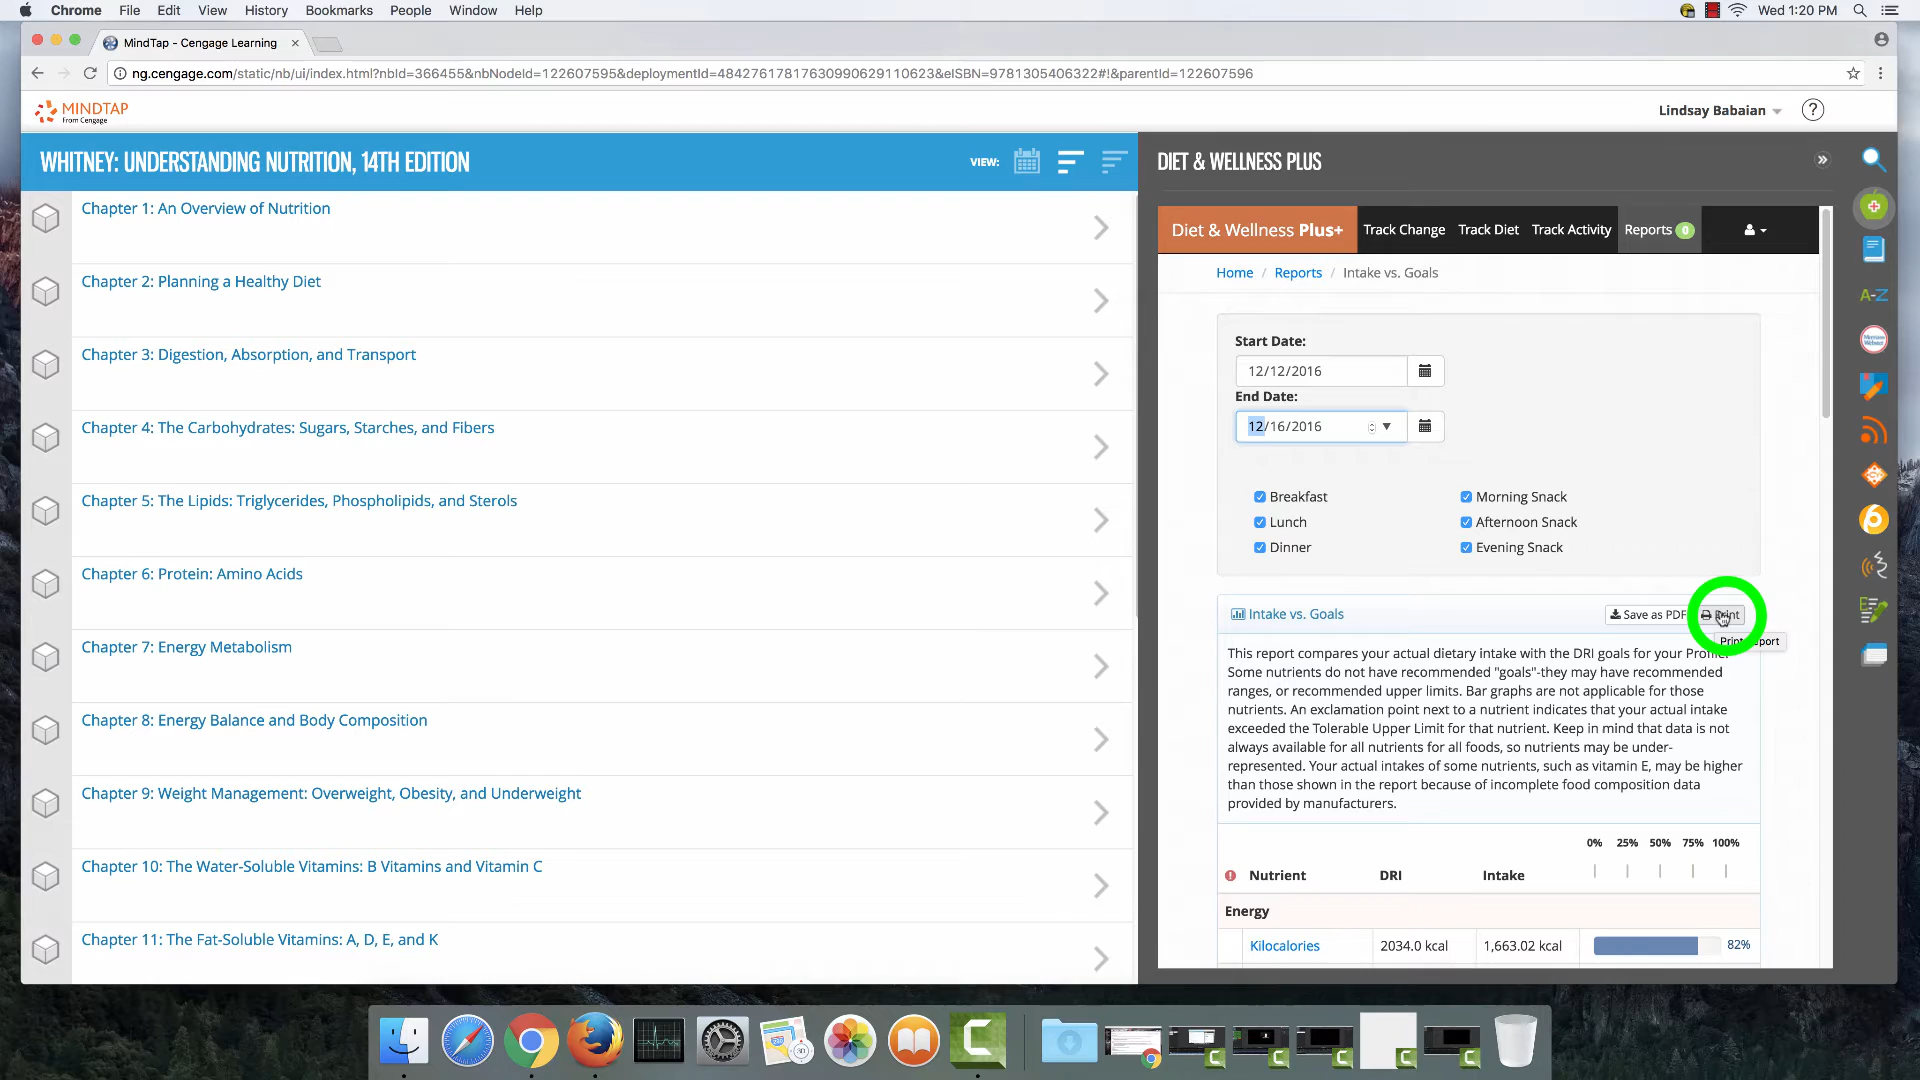 Chrome File Edit View History Bookmarks People Window Help Wed 1:20 PM
MindTap - Cengage Learning
ng.cengage.com/static/nb/ui/index.html?nbId=366455&nbNodeId=122607595&deploymentId=48427617817630990629110623&eISBN=9781305406322#!&parentId=122607596
MINDTAP
From Cengage
Lindsay Babaian
?
WHITNEY: UNDERSTANDING NUTRITION, 14TH EDITION
VIEW:
Chapter 1: An Overview of Nutrition
Chapter 2: Planning a Healthy Diet
Chapter 3: Digestion, Absorption, and Transport
Chapter 4: The Carbohydrates: Sugars, Starches, and Fibers
Chapter 5: The Lipids: Triglycerides, Phospholipids, and Sterols
Chapter 6: Protein: Amino Acids
Chapter 7: Energy Metabolism
Chapter 8: Energy Balance and Body Composition
Chapter 9: Weight Management: Overweight, Obesity, and Underweight
Chapter 10: The Water-Soluble Vitamins: B Vitamins and Vitamin C
Chapter 11: The Fat-Soluble Vitamins: A, D, E, and K
DIET & WELLNESS PLUS
Diet & Wellness Plus+ Track Change Track Diet Track Activity Reports 0
Home / Reports / Intake vs. Goals
Start Date:
12/12/2016
End Date:
12/16/2016
Breakfast Morning Snack
Lunch Afternoon Snack
Dinner Evening Snack
Intake vs. Goals Save as PDF Print
This report compares your actual dietary intake with the DRI goals for your Profile.
Some nutrients do not have recommended "goals"-they may have recommended
ranges, or recommended upper limits. Bar graphs are not applicable for those
nutrients. An exclamation point next to a nutrient indicates that your actual intake
exceeded the Tolerable Upper Limit for that nutrient. Keep in mind that data is not
always available for all nutrients for all foods, so nutrients may be under-
represented. Your actual intakes of some nutrients, such as vitamin E, may be higher
than those shown in the report because of incomplete food composition data
provided by manufacturers.
0% 25% 50% 75% 100%
Nutrient DRI Intake
Energy
Kilocalories 2034.0 kcal 1,663.02 kcal 82%
A-Z